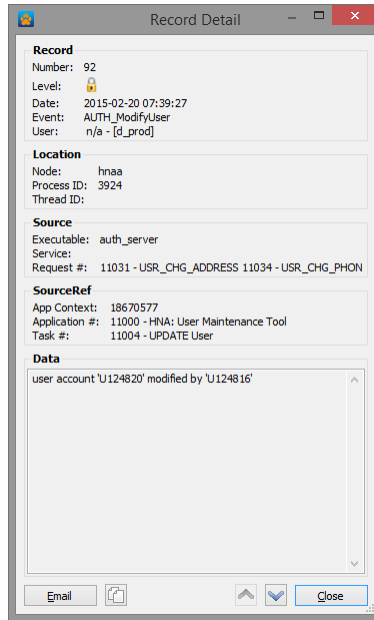 Record Detail
Record
Number: 92
Level:
Date: 2015-02-20 07:39:27
Event: AUTH_ModifyUser
User: n/a - [d_prod]
Location
Node: hnaa
Process ID: 3924
Thread ID:
Source
Executable: auth_server
Service:
Request #: 11031 - USR_CHG_ADDRESS 11034 - USR_CHG_PHON
SourceRef
App Context: 18670577
Application #: 11000 - HNA: User Maintenance Tool
Task #: 11004 - UPDATE User
Data
user account 'U124820' modified by 'U124816'
Email
Close